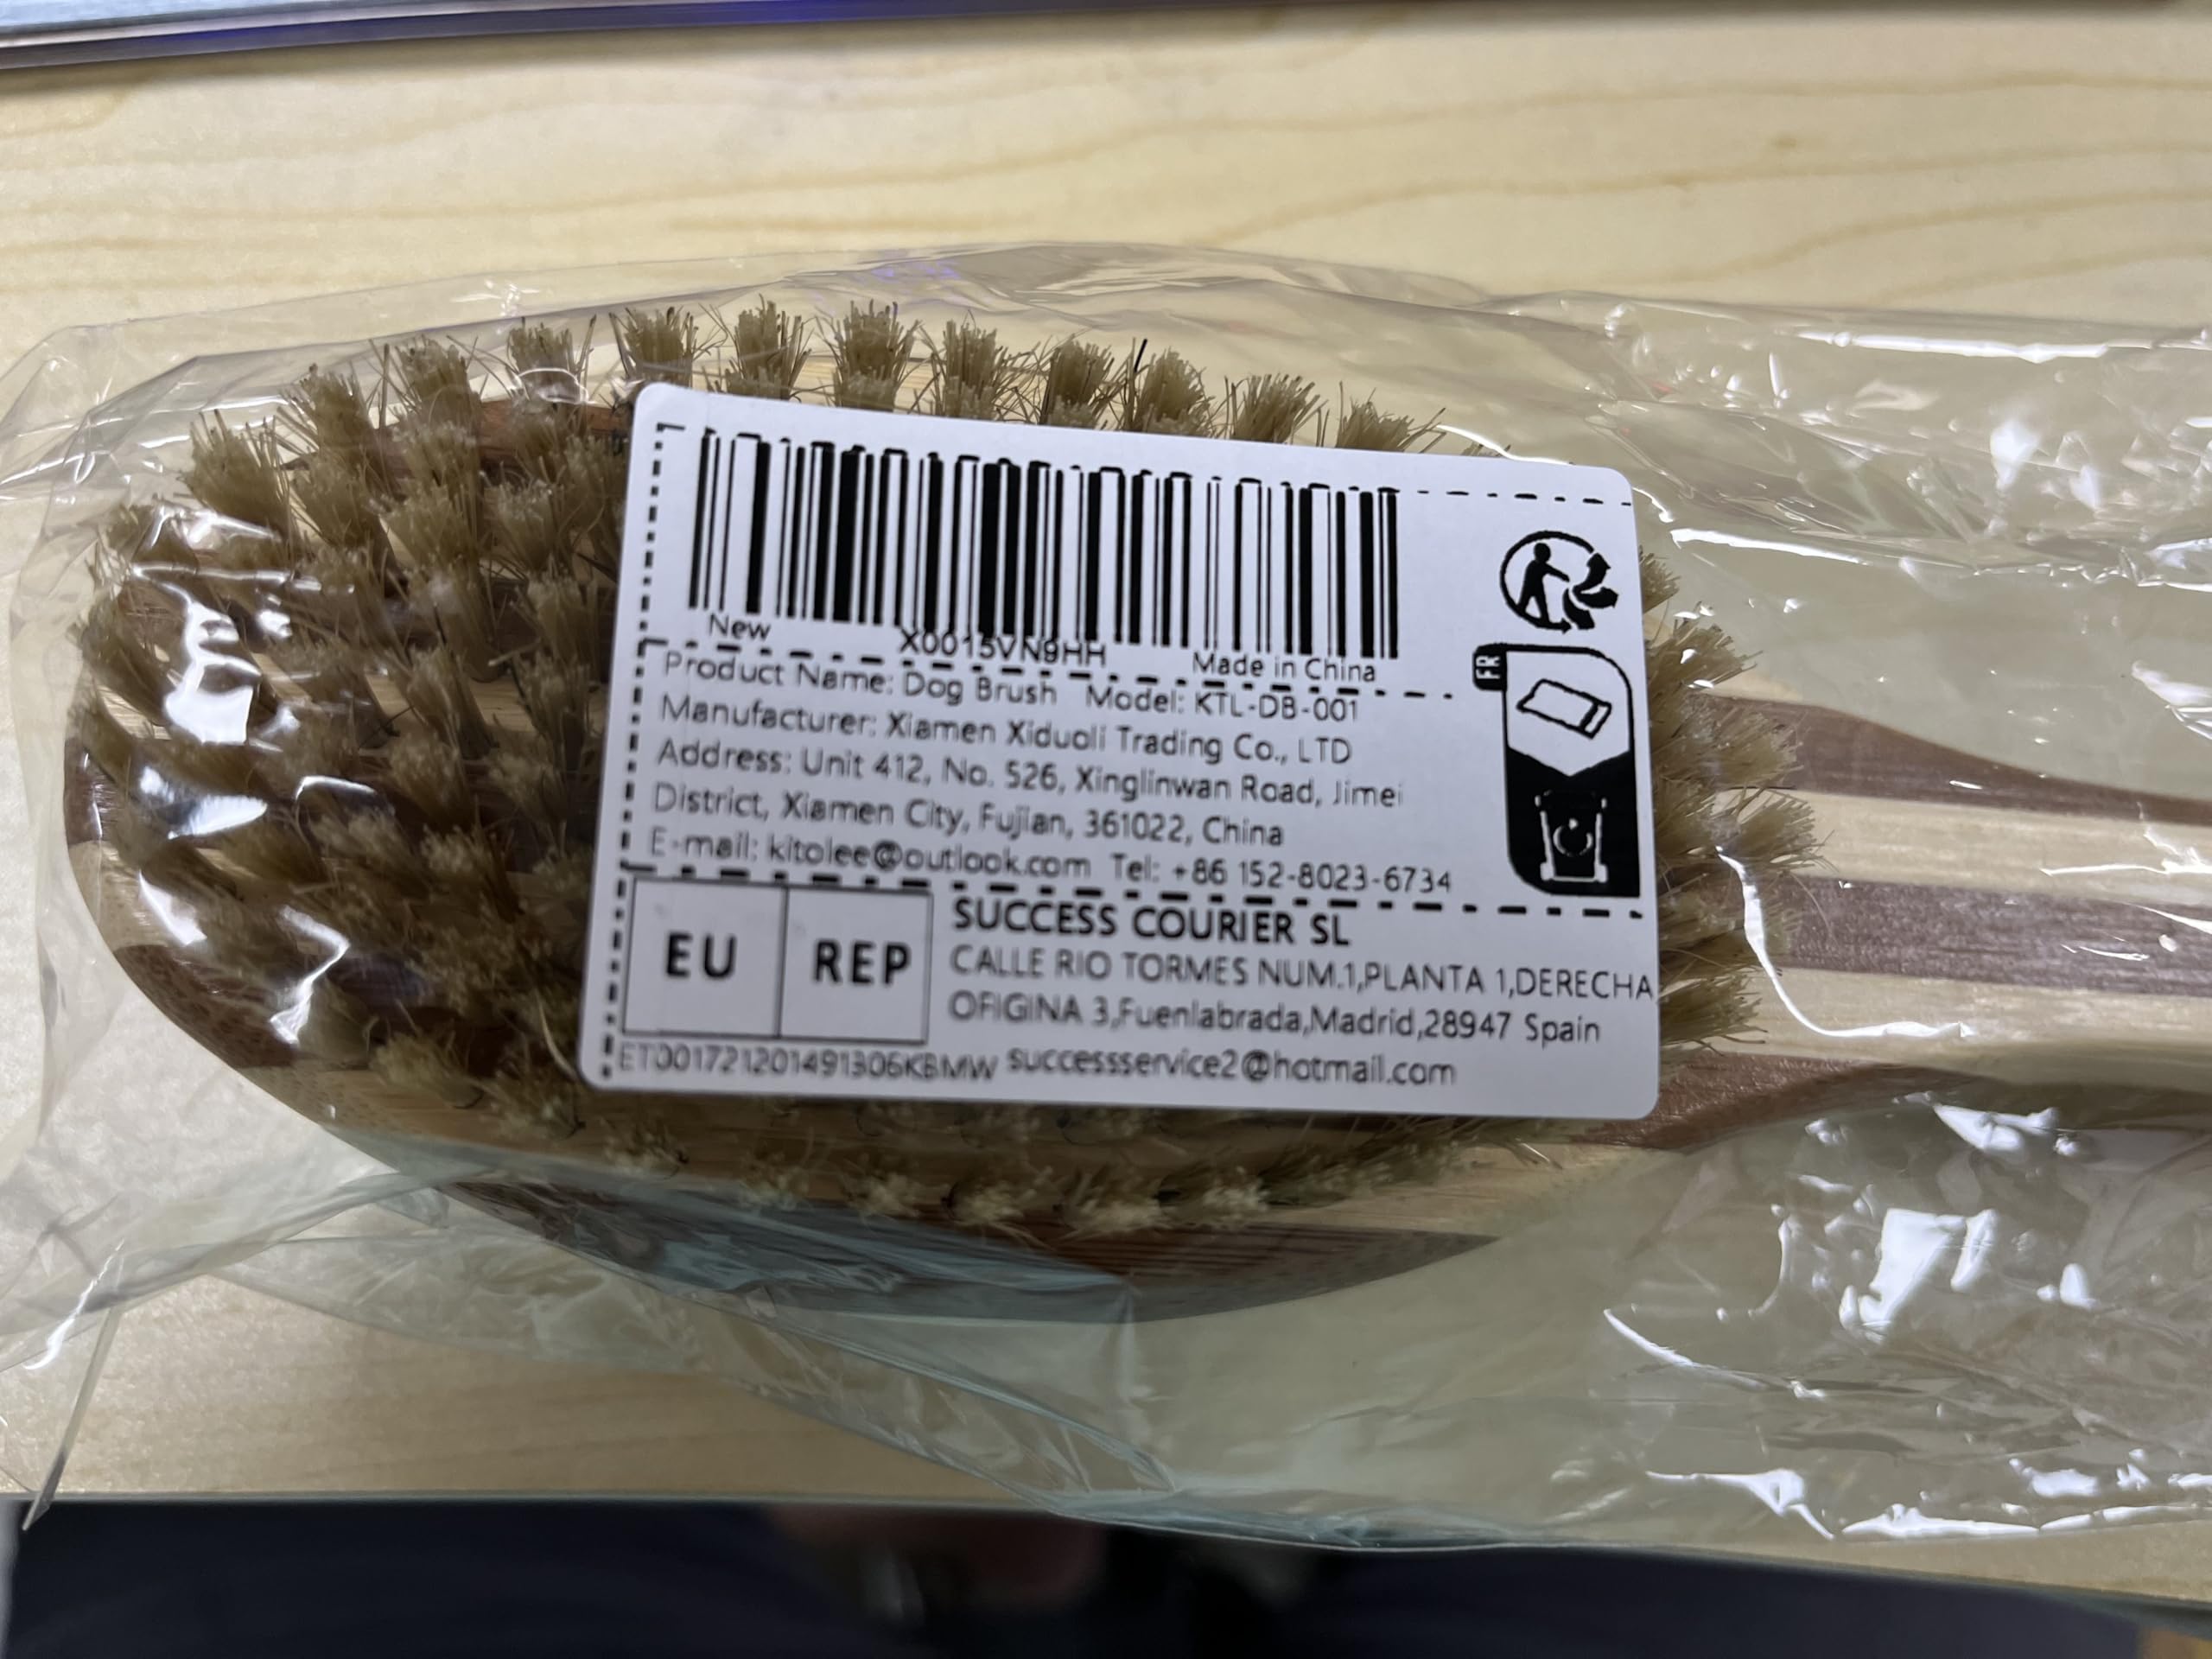 New X0015VN9HH Made in China
Product Name: Dog Brush Model: KTL-DB-001
Manufacturer: Xiamen Xiduoli Trading Co., LTD
Address: Unit 412, No. 526, Xinglinwan Road, Jimei
District, Xiamen City, Fujian, 361022, China
E-mail: kitolee@outlook.com Tel: +86 152-8023-6734
FR
EU REP
SUCCESS COURIER SL
CALLE RIO TORMES NUM.1,PLANTA 1,DERECHA
OFIGINA 3,Fuenlabrada,Madrid,28947 Spain
ET001721201491306KBMW successservice2@hotmail.com